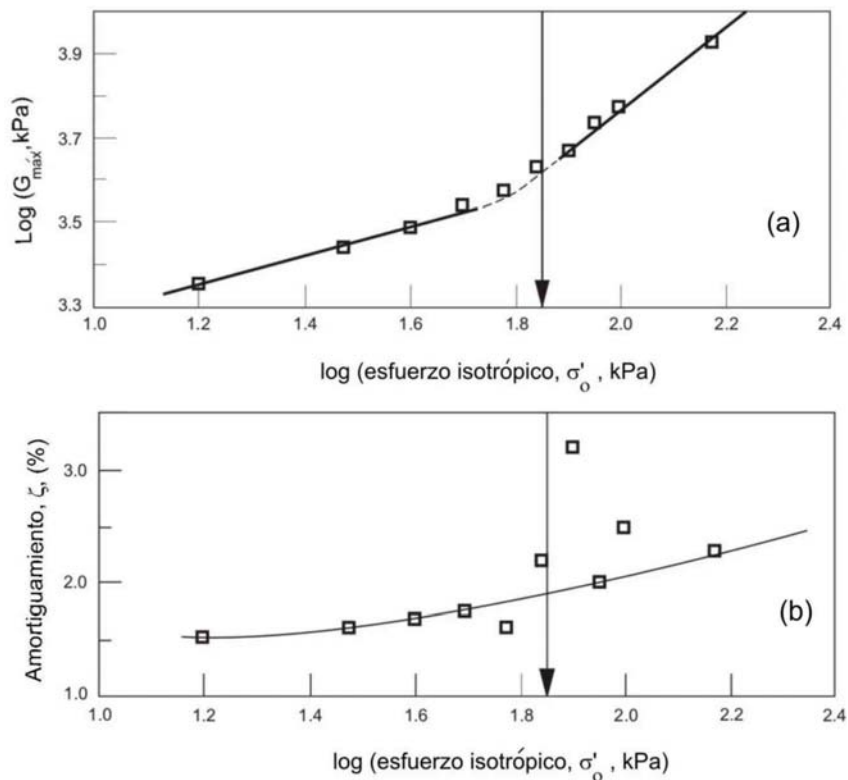 3.9
3.7
3.5
3.3
Log (G máx, kPa)
(a)
1.0 1.2 1.4 1.6 1.8 2.0 2.2 2.4
log (esfuerzo isotrópico, σ'o , kPa)
3.0
2.0
1.0
Amortiguamiento, ζ, (%)
(b)
1.0 1.2 1.4 1.6 1.8 2.0 2.2 2.4
log (esfuerzo isotrópico, σ'o , kPa)